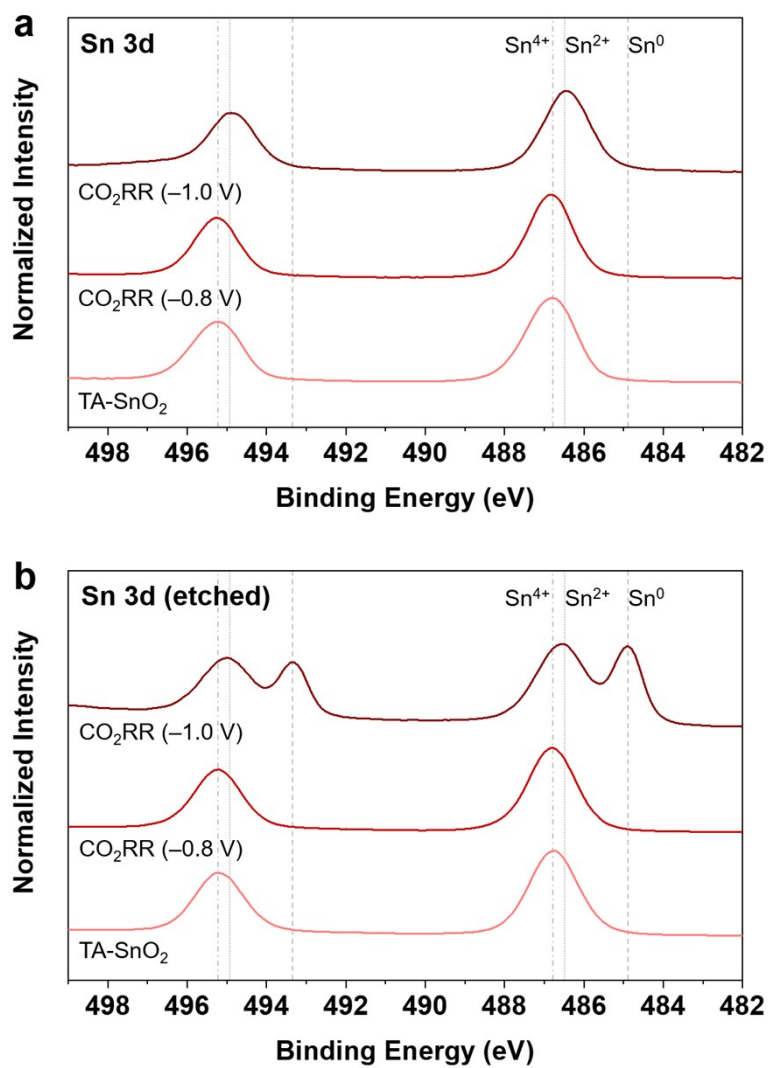 a
Sn 3d
Sn⁴⁺ Sn²⁺ Sn⁰
CO₂RR (–1.0 V)
CO₂RR (–0.8 V)
TA-SnO₂
Normalized Intensity
498 496 494 492 490 488 486 484 482
Binding Energy (eV)
b
Sn 3d (etched)
Sn⁴⁺ Sn²⁺ Sn⁰
CO₂RR (–1.0 V)
CO₂RR (–0.8 V)
TA-SnO₂
Normalized Intensity
498 496 494 492 490 488 486 484 482
Binding Energy (eV)